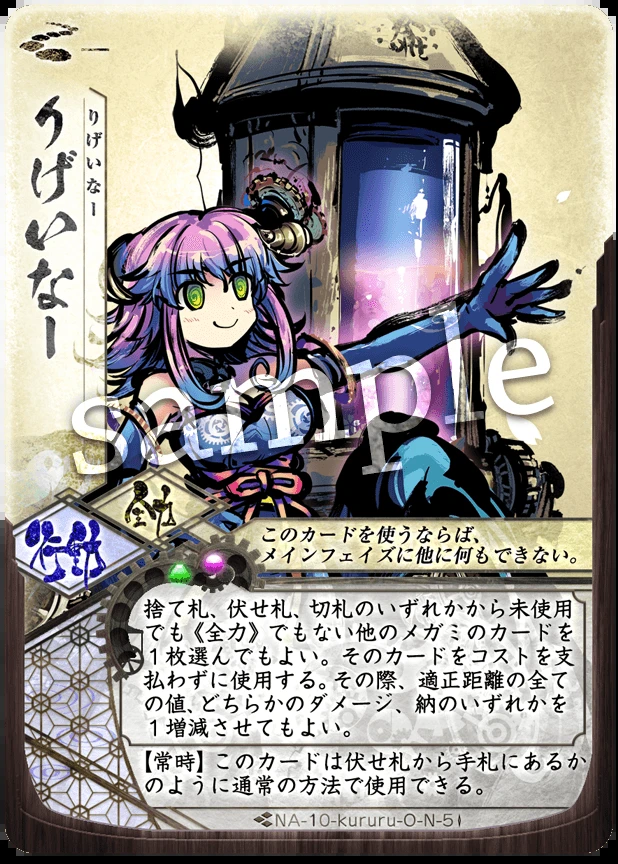 りげいなー
りげいなー
sample
全力
行動
このカードを使うならば、
メインフェイズに他に何もできない。
捨て札、伏せ札、切札のいずれかから未使用
でも《全力》でもない他のメガミのカードを
1枚選んでもよい。そのカードをコストを支
払わずに使用する。その際、適正距離の全て
の値、どちらかのダメージ、納のいずれかを
1増減させてもよい。
【常時】このカードは伏せ札から手札にあるか
のように通常の方法で使用できる。
NA-10-kururu-O-N-5